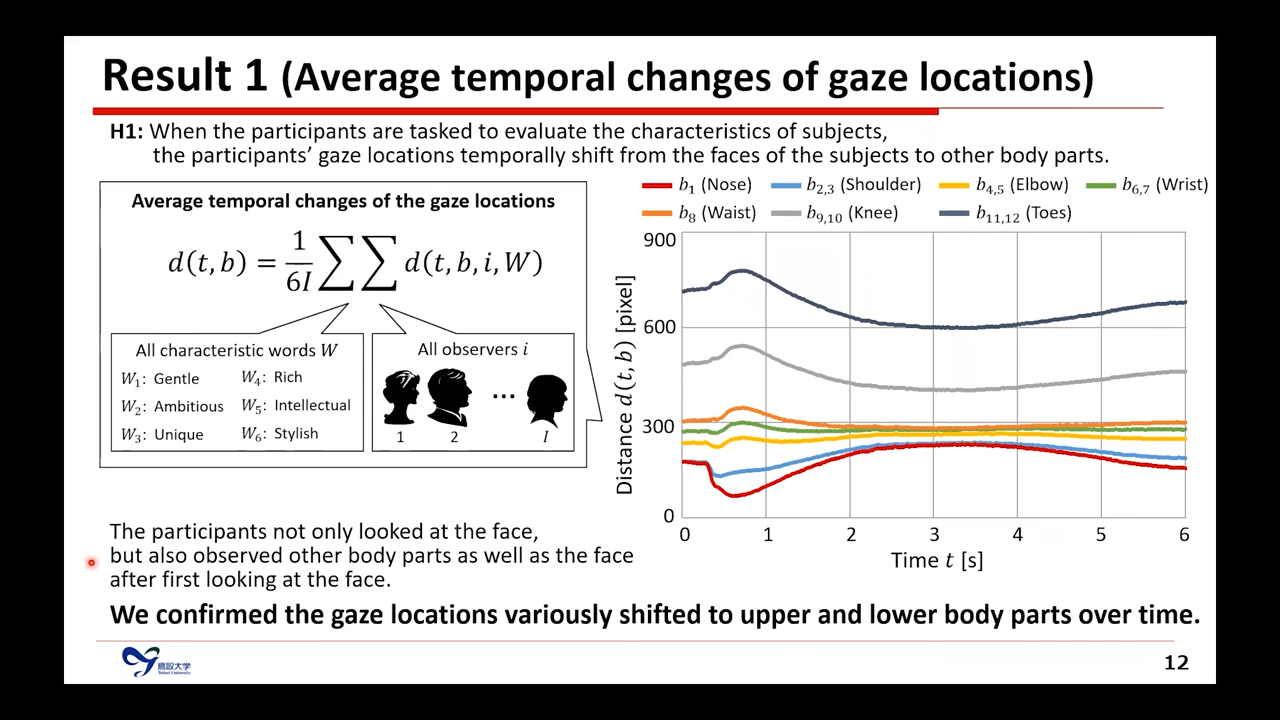 Result 1 (Average temporal changes of gaze locations)
H1: When the participants are tasked to evaluate the characteristics of subjects,
the participants’ gaze locations temporally shift from the faces of the subjects to other body parts.
Average temporal changes of the gaze locations
d(t, b) = 1/6I ∑∑ d(t, b, i, W)
All characteristic words W
W1: Gentle W4: Rich
W2: Ambitious W5: Intellectual
W3: Unique W6: Stylish
All observers i
...
1 2 I
b1 (Nose) b2,3 (Shoulder) b4,5 (Elbow) b6,7 (Wrist)
b8 (Waist) b9,10 (Knee) b11,12 (Toes)
Distance d(t, b) [pixel]
900
600
300
0
0 1 2 3 4 5 6
Time t [s]
The participants not only looked at the face,
but also observed other body parts as well as the face
after first looking at the face.
We confirmed the gaze locations variously shifted to upper and lower body parts over time.
鳥取大学
Tottori University
12